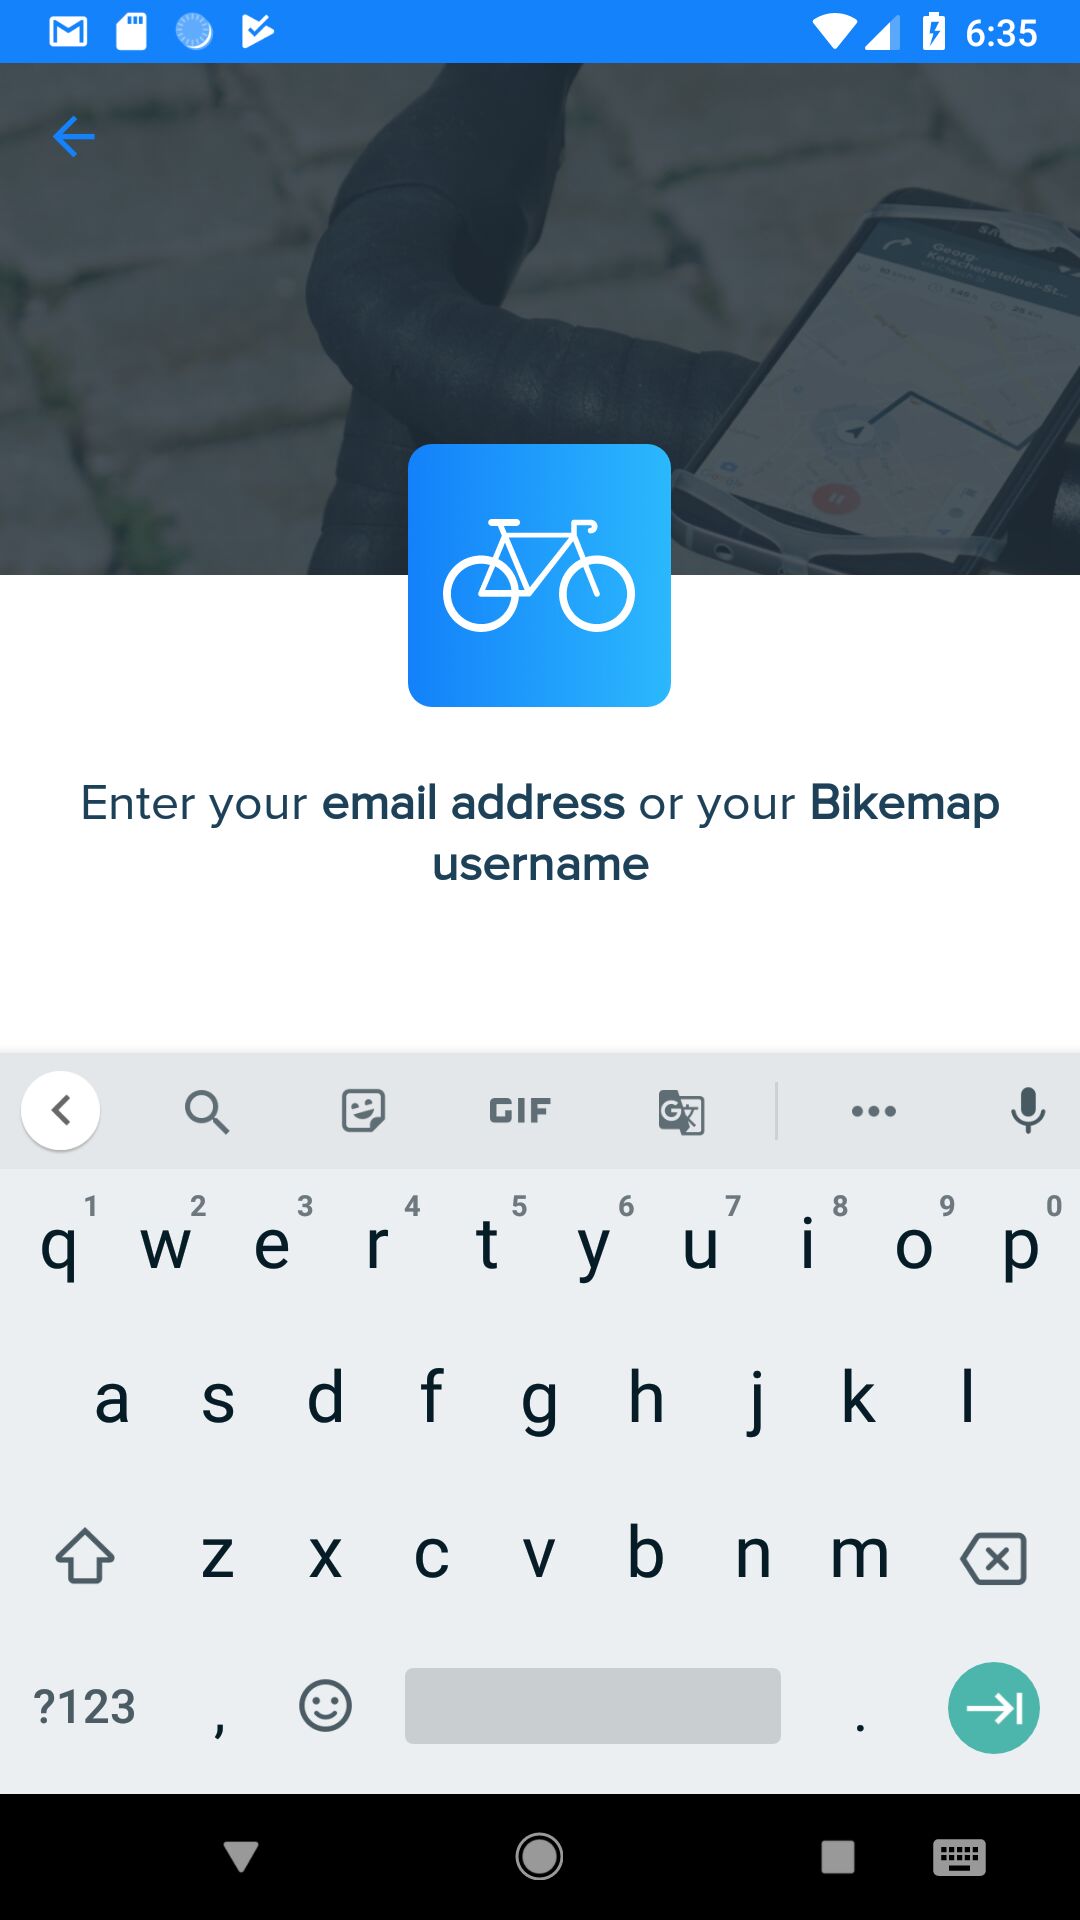 6:35
Georg-
Kerschensteiner-St...
Enter your email address or your Bikemap
username
GIF
1 2 3 4 5 6 7 8 9 0
q w e r t y u i o p
a s d f g h j k l
z x c v b n m
?123 , .